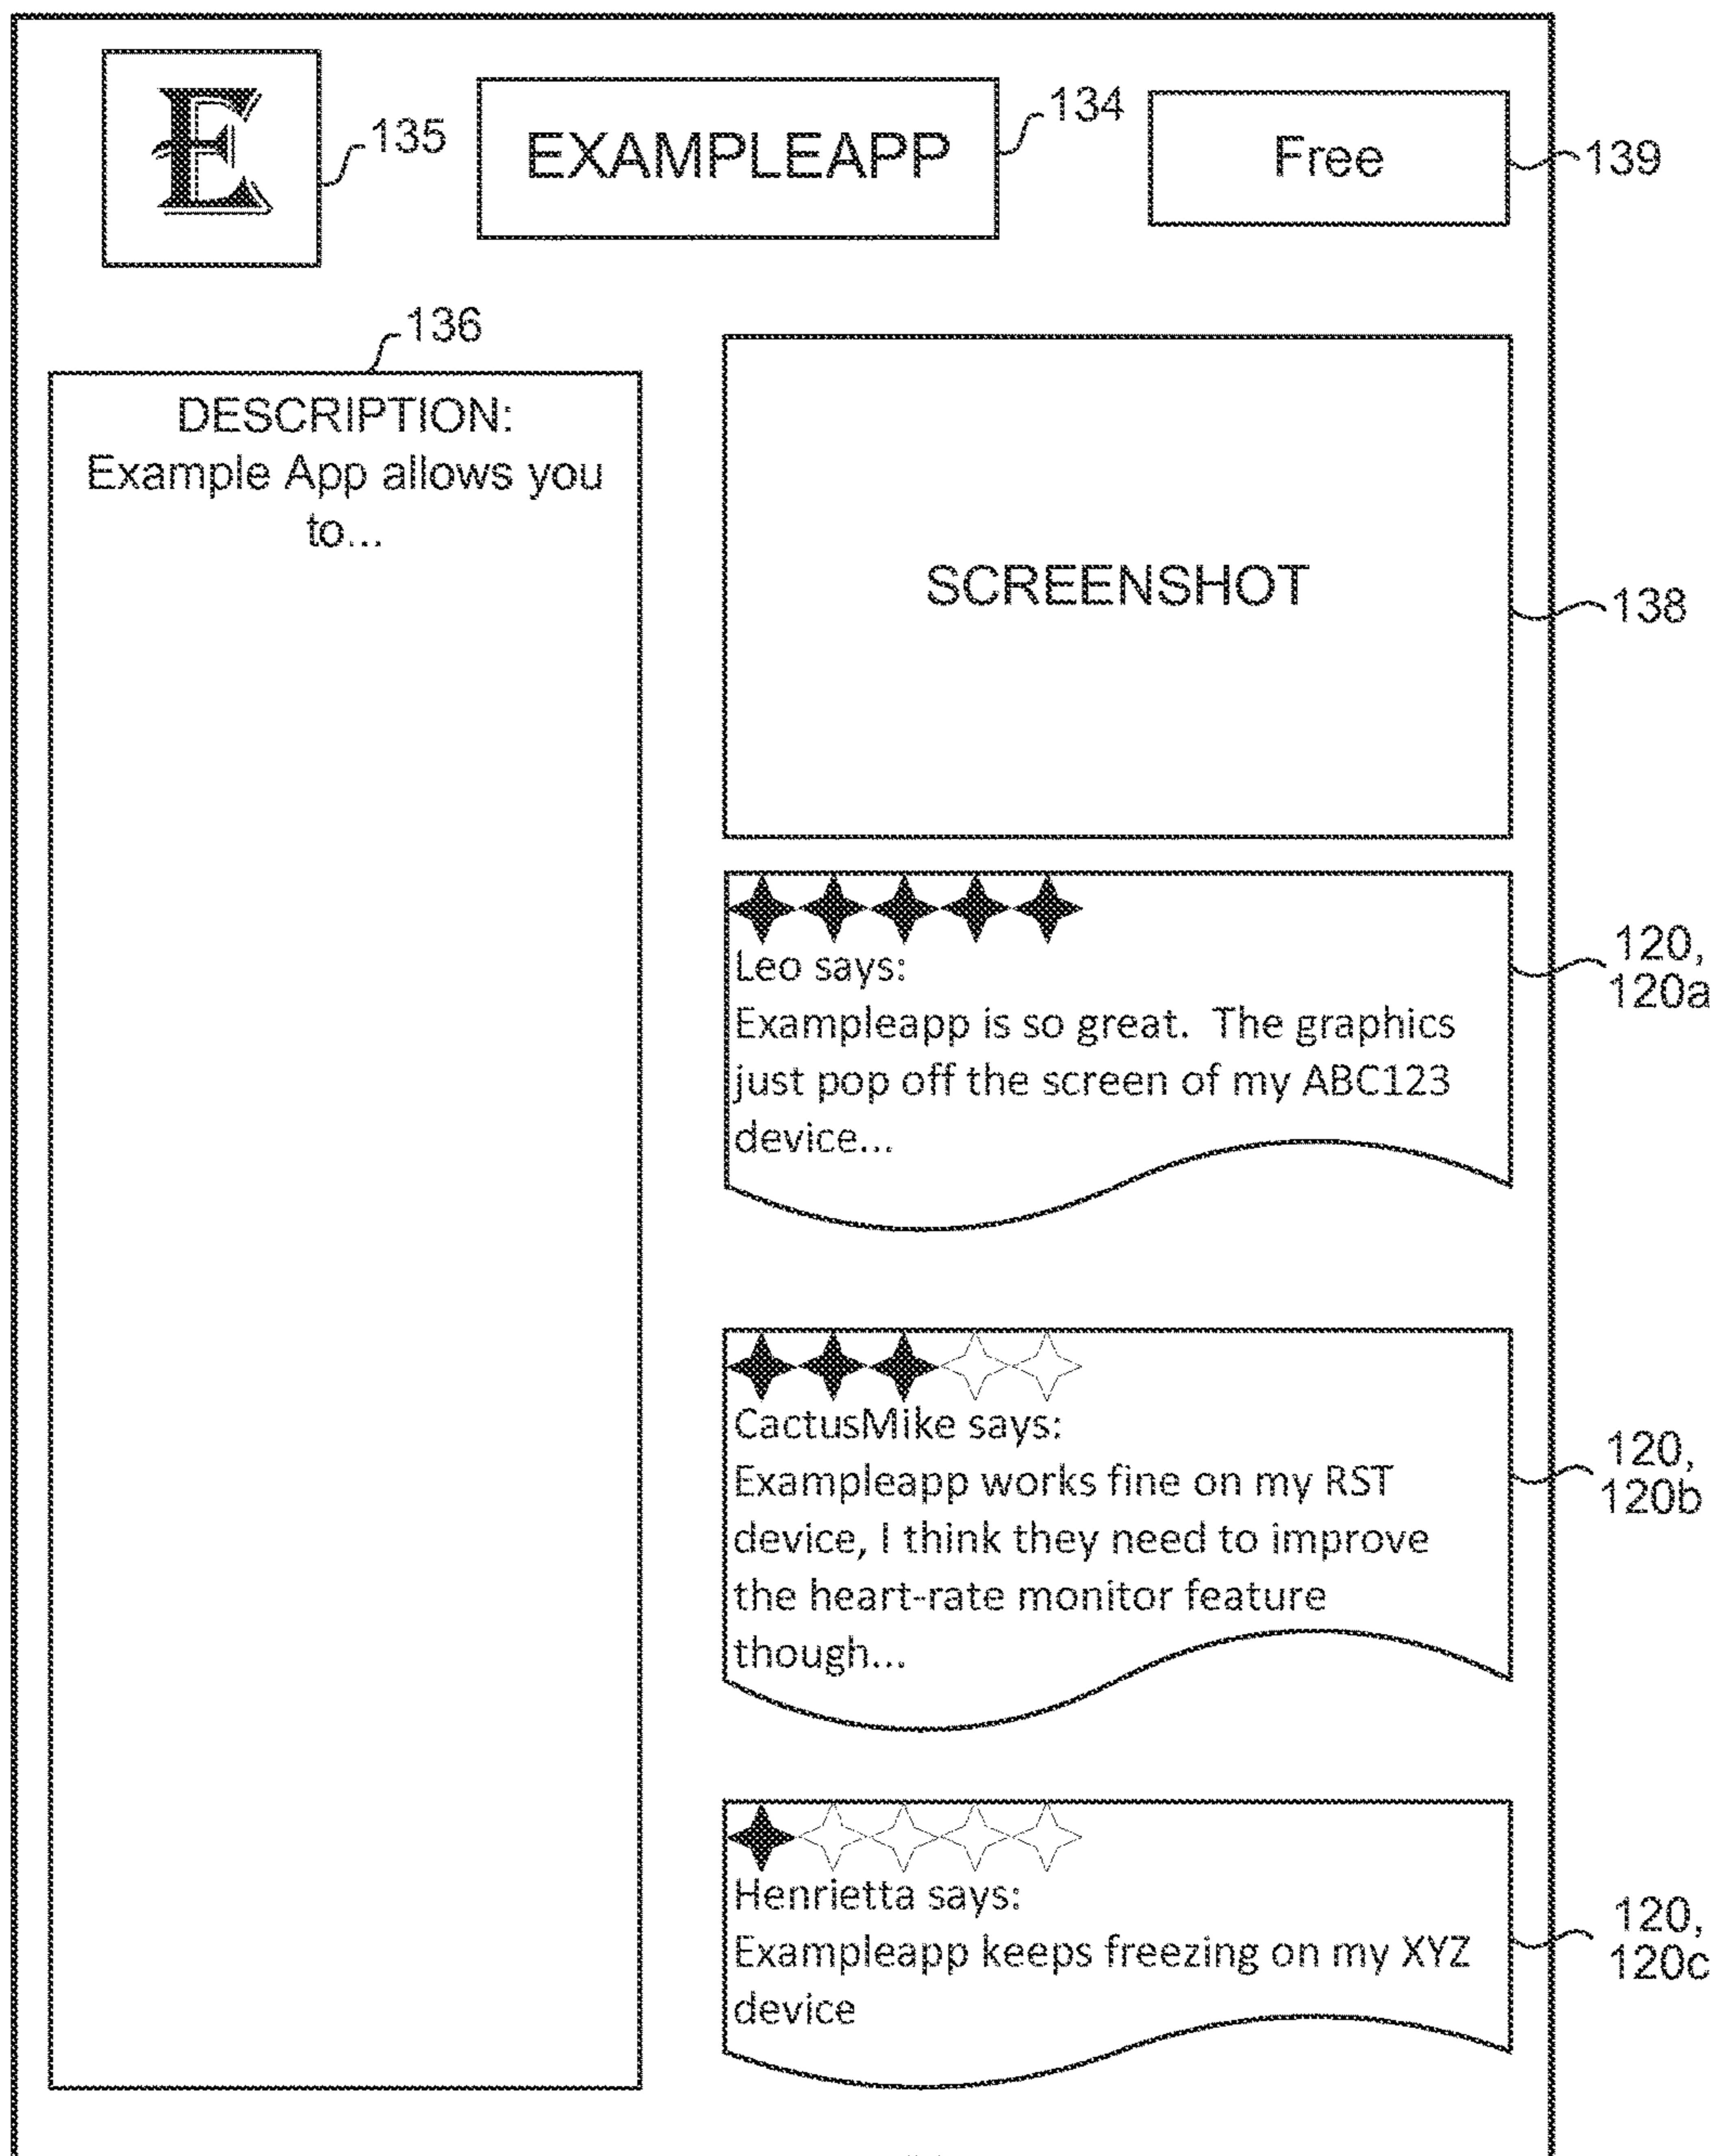 E
135
EXAMPLEAPP
134
Free
139
136
DESCRIPTION:
Example App allows you
to...
SCREENSHOT
138
Leo says:
Exampleapp is so great. The graphics
just pop off the screen of my ABC123
device...
120,
120a
CactusMike says:
Exampleapp works fine on my RST
device, I think they need to improve
the heart-rate monitor feature
though...
120,
120b
Henrietta says:
Exampleapp keeps freezing on my XYZ
device
120,
120c